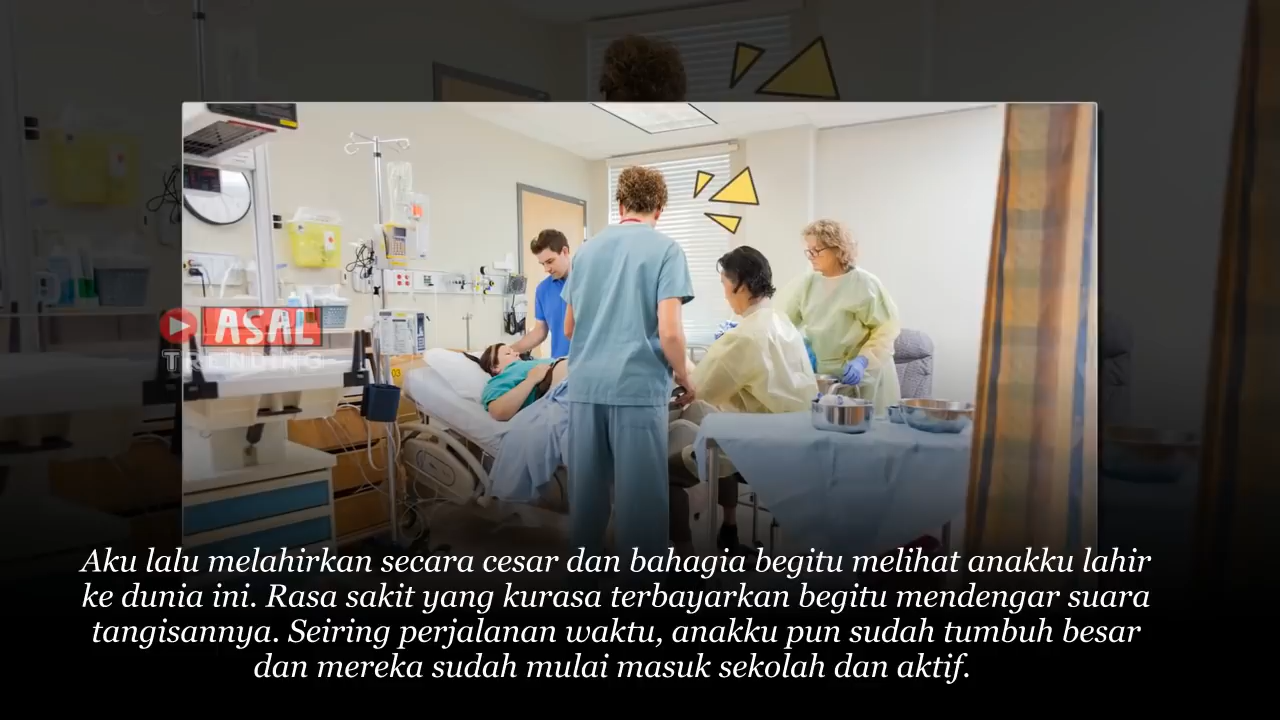 ASAL
TRENDING
03
Aku lalu melahirkan secara cesar dan bahagia begitu melihat anakku lahir
ke dunia ini. Rasa sakit yang kurasa terbayarkan begitu mendengar suara
tangisannya. Seiring perjalanan waktu, anakku pun sudah tumbuh besar
dan mereka sudah mulai masuk sekolah dan aktif.